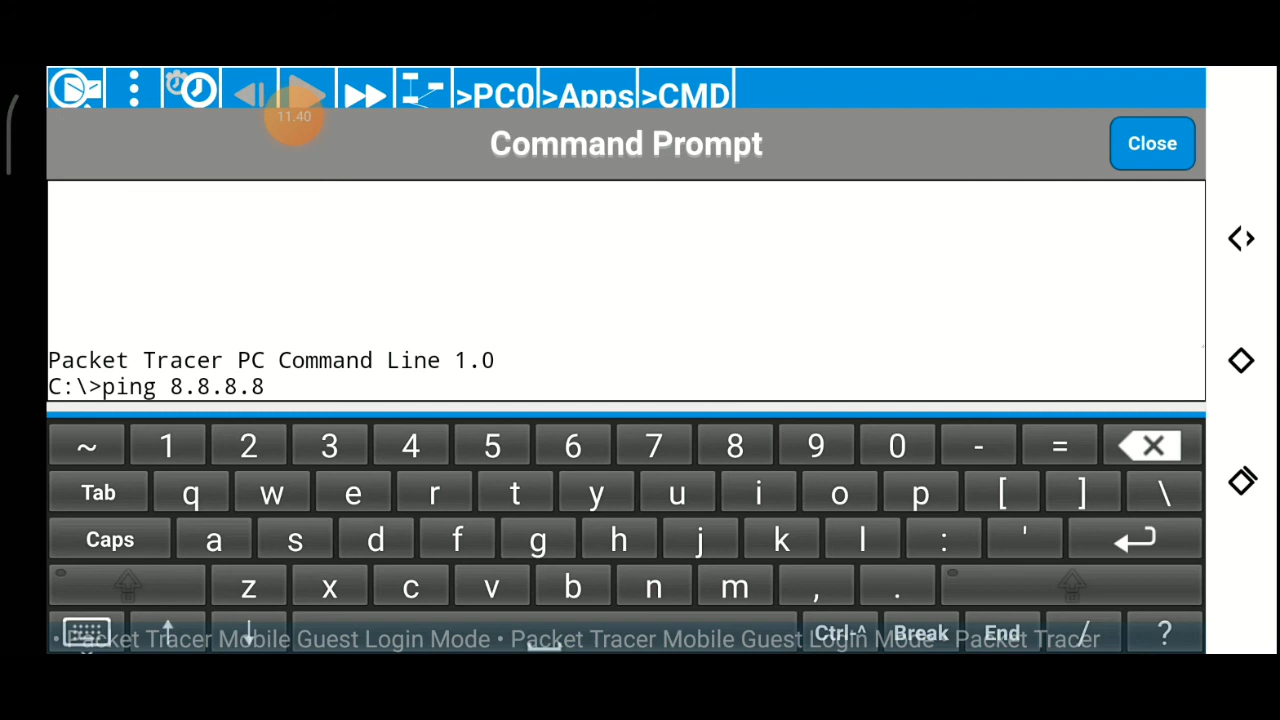 >PC0 >Apps >CMD
11.40
Command Prompt
Close
Packet Tracer PC Command Line 1.0
C:\>ping 8.8.8.8
~ 1 2 3 4 5 6 7 8 9 0 - =
Tab q w e r t y u i o p [ ] \
Caps a s d f g h j k l : '
z x c v b n m , .
Ctrl-^ Break End / ?
• Packet Tracer Mobile Guest Login Mode • Packet Tracer Mobile Guest Login Mode • Packet Tracer